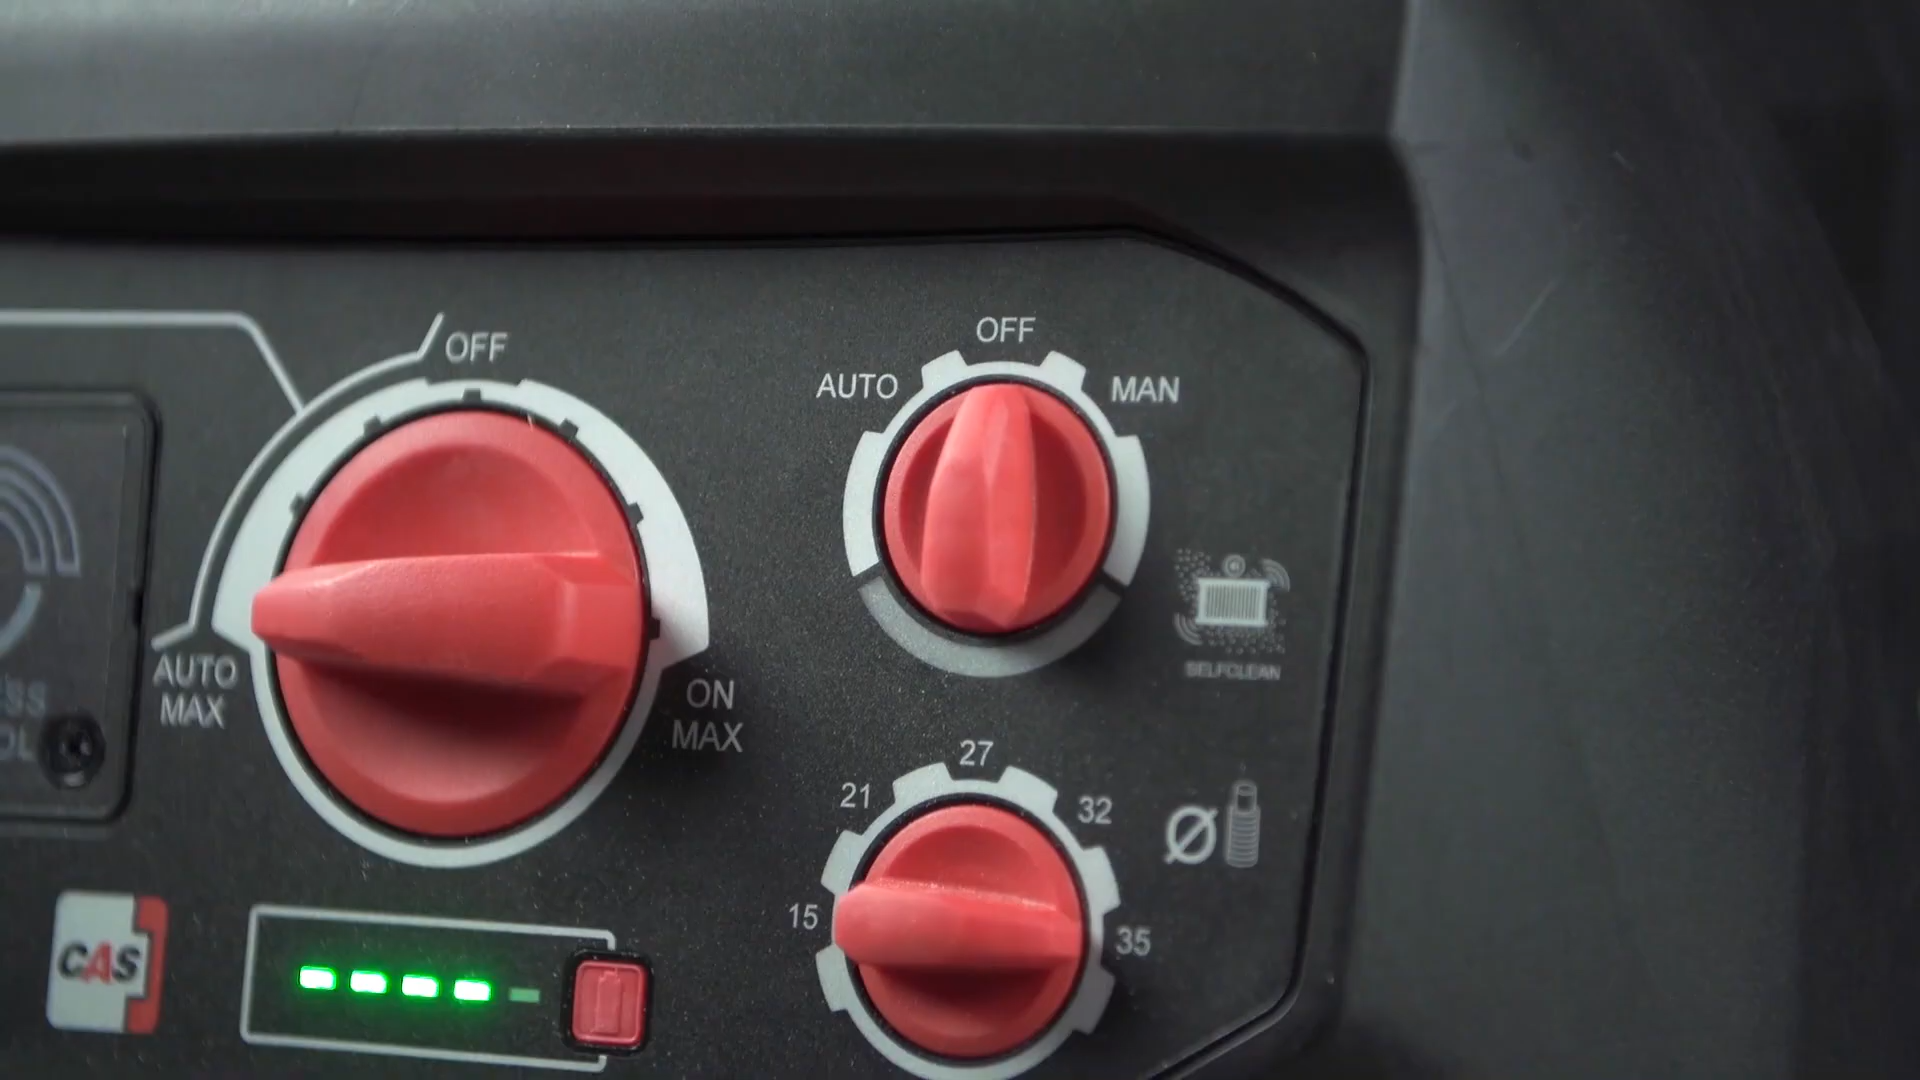 OFF
AUTO
MAX
ON
MAX
OFF
AUTO
MAN
SELFCLEAN
15
21
27
32
35
Ø
CAS